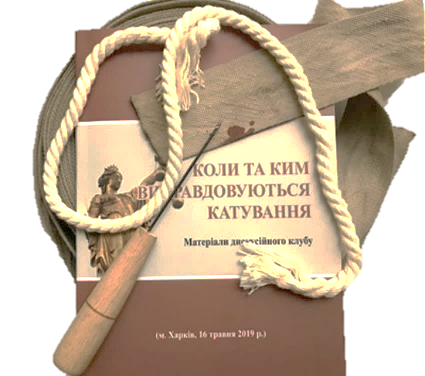 КОЛИ ТА КИМ
ВИПРАВДОВУЮТЬСЯ
КАТУВАННЯ
Матеріали дискусійного клубу
(м. Харків, 16 травня 2019 р.)